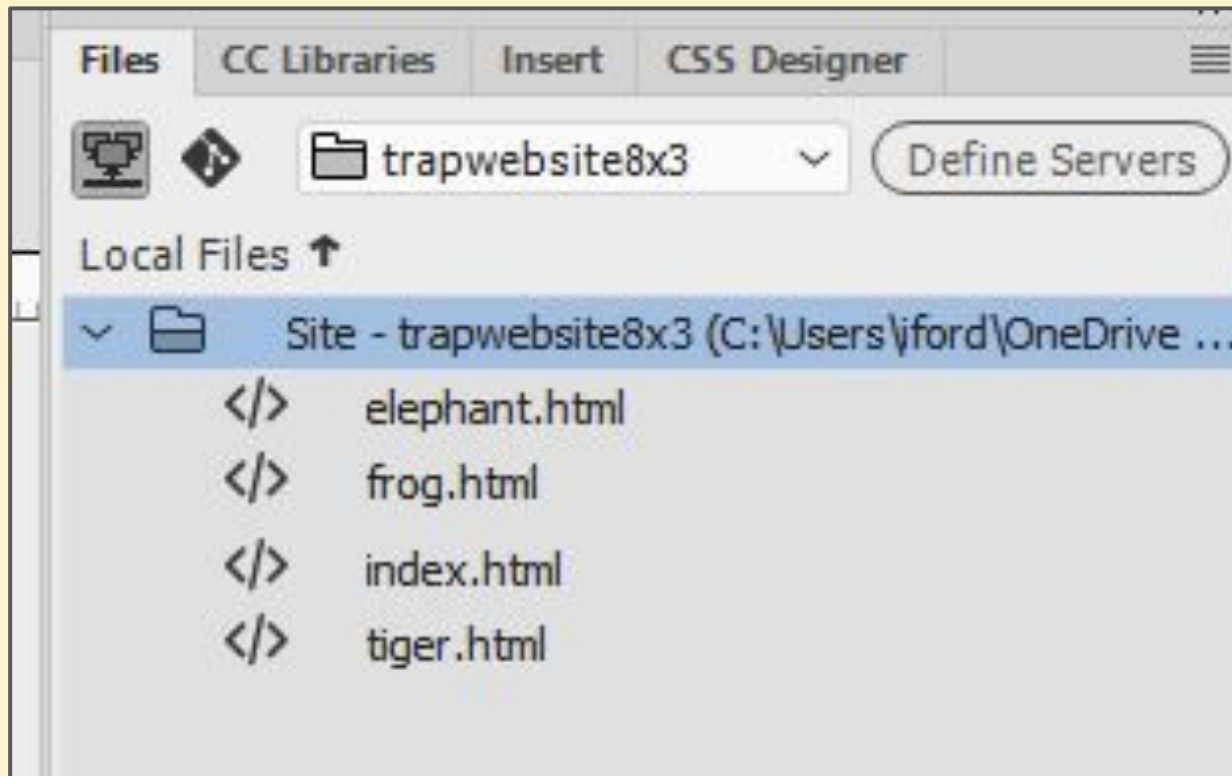 Files CC Libraries Insert CSS Designer
trapwebsite8x3 Define Servers
Local Files ↑
Site - trapwebsite8x3 (C:\Users\iford\OneDrive ...
elephant.html
frog.html
index.html
tiger.html